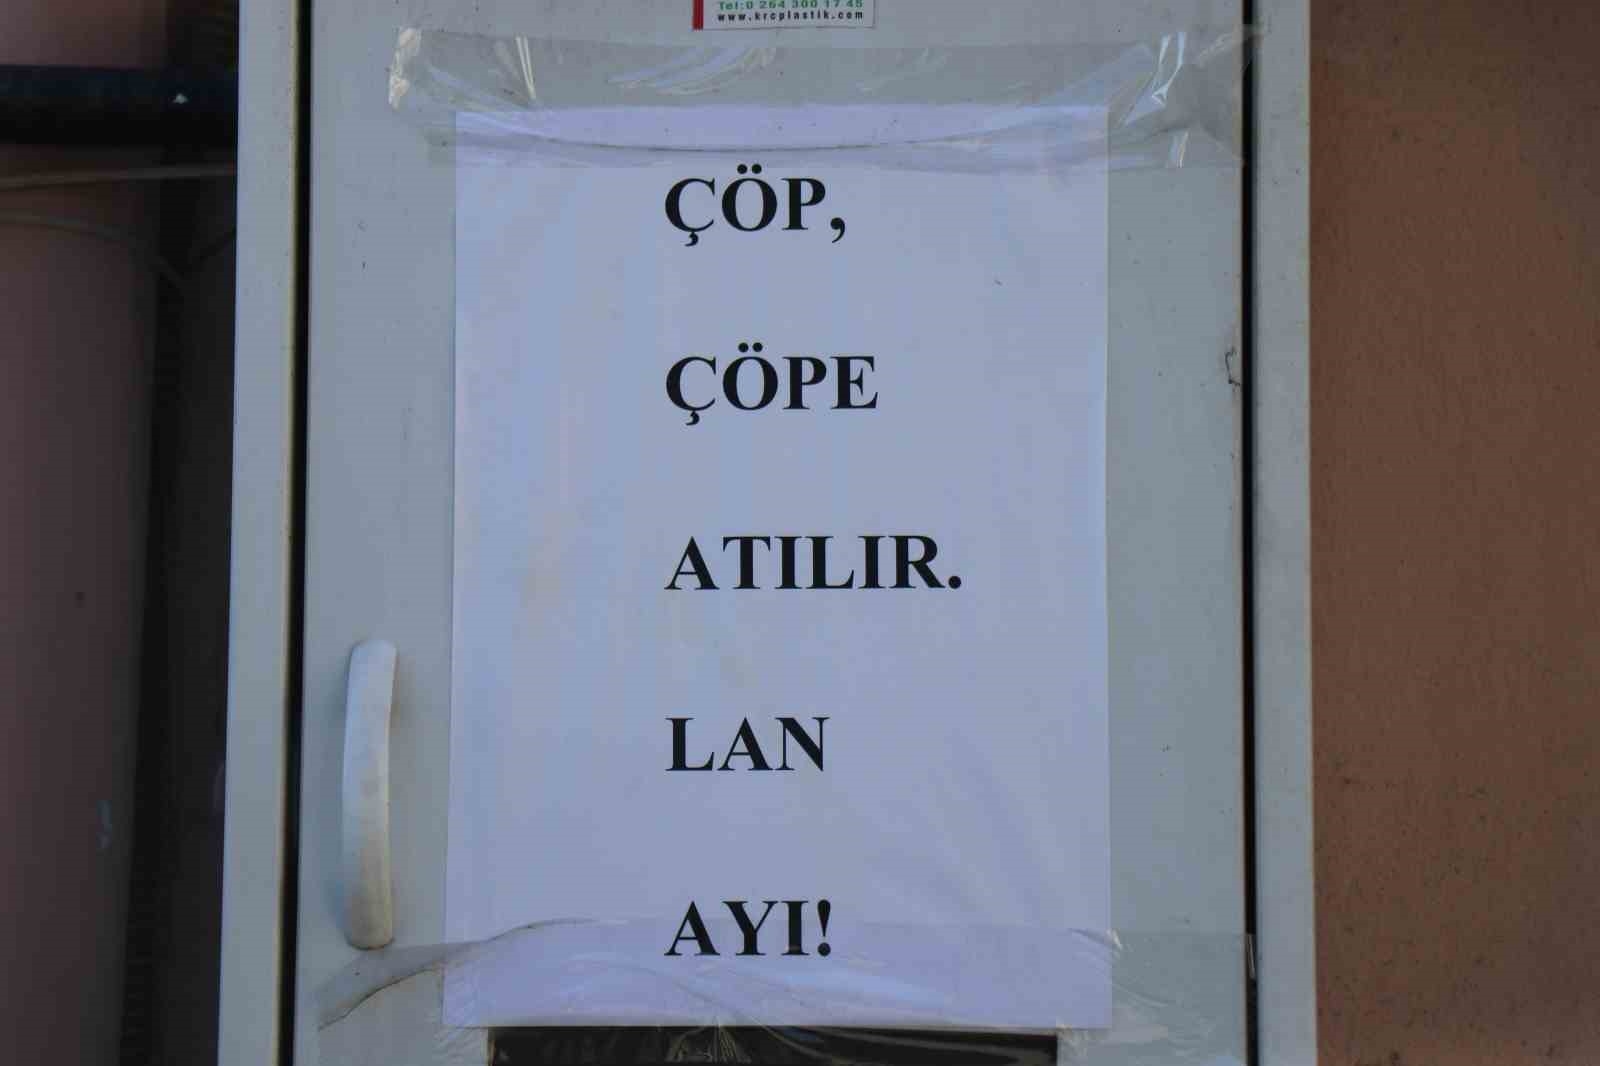 Tel:0 264 300 17 45
www.krcplastik.com
ÇÖP,
ÇÖPE
ATILIR.
LAN
AYI!